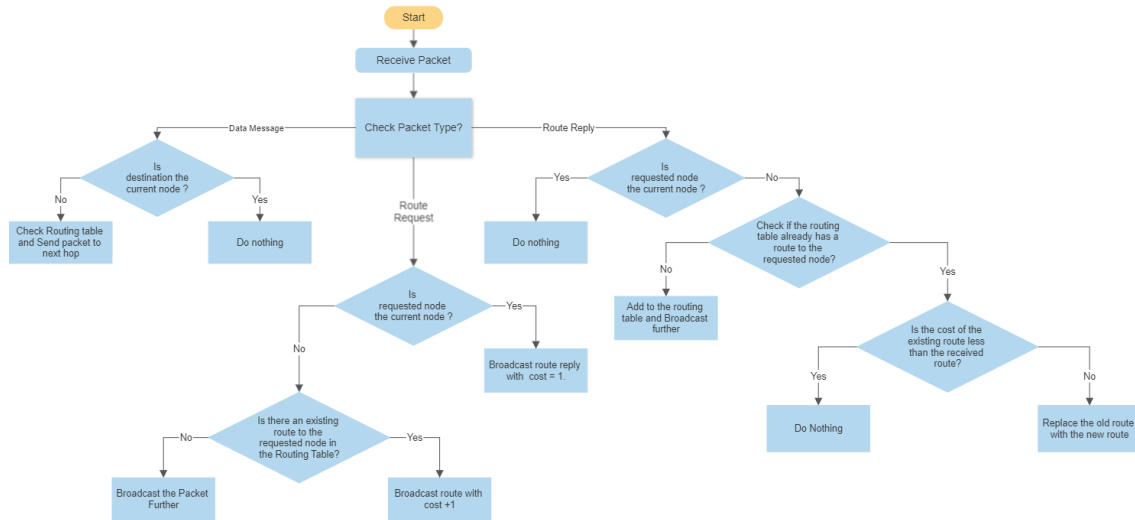 Start
Receive Packet
Check Packet Type?
Data Message
Route Reply
Route
Request
Is
destination the
current node ?
No
Yes
Check Routing table
and Send packet to
next hop
Do nothing
Is
requested node
the current node ?
Yes
No
Do nothing
Check if the routing
table already has a
route to the
requested node?
No
Yes
Add to the routing
table and Broadcast
further
Is the cost of the
existing route less
than the received
route?
Yes
No
Do Nothing
Replace the old route
with the new route
Is
requested node
the current node ?
No
Yes
Broadcast route reply
with cost = 1.
Is there an existing
route to the
requested node in
the Routing Table?
No
Yes
Broadcast the Packet
Further
Broadcast route with
cost +1